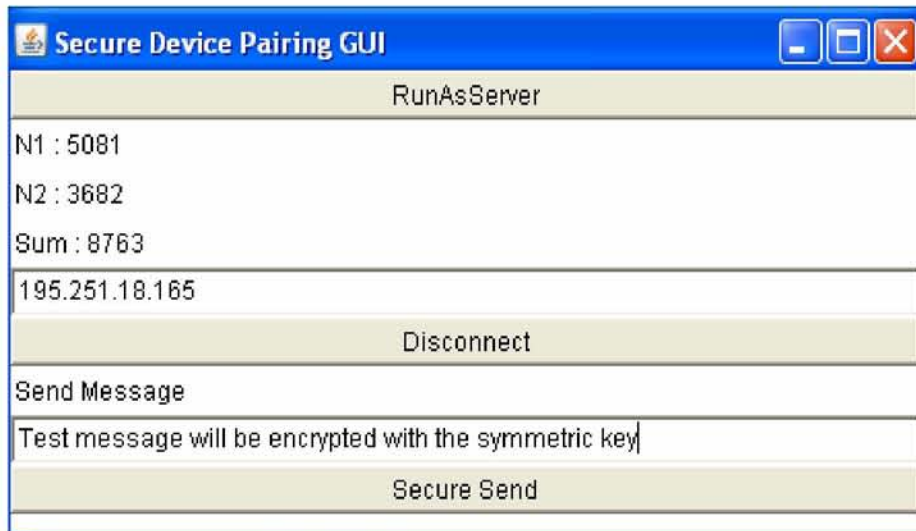 Secure Device Pairing GUI
RunAsServer
N1 : 5081
N2 : 3682
Sum : 8763
195.251.18.165
Disconnect
Send Message
Test message will be encrypted with the symmetric key
Secure Send